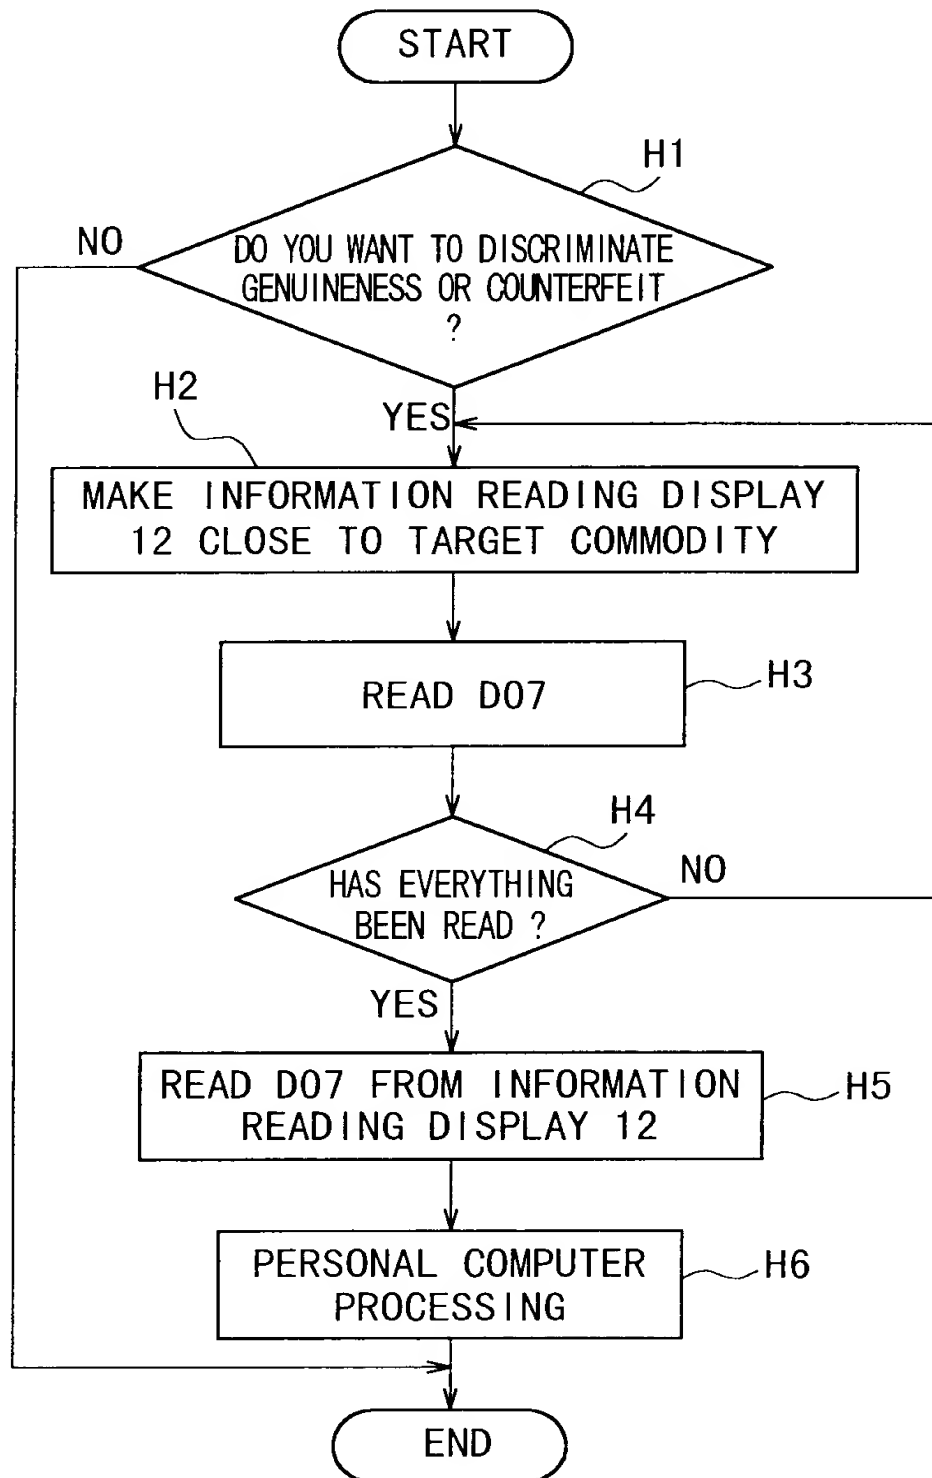 START
H1
NO
DO YOU WANT TO DISCRIMINATE
GENUINENESS OR COUNTERFEIT
?
H2
YES
MAKE INFORMATION READING DISPLAY
12 CLOSE TO TARGET COMMODITY
READ D07
H3
H4
HAS EVERYTHING
BEEN READ ?
NO
YES
READ D07 FROM INFORMATION
READING DISPLAY 12
H5
PERSONAL COMPUTER
PROCESSING
H6
END